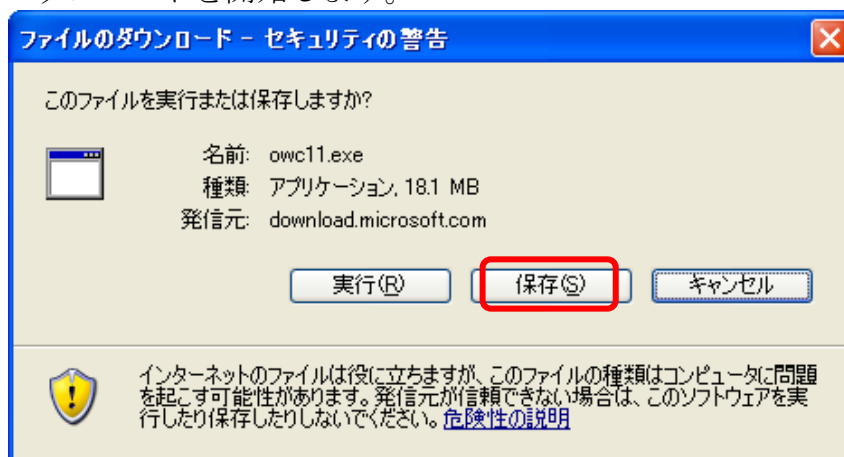 ファイルのダウンロード - セキュリティの警告
このファイルを実行または保存しますか?
名前: owc11.exe
種類: アプリケーション, 18.1 MB
発信元: download.microsoft.com
実行(R) 保存(S) キャンセル
インターネットのファイルは役に立ちますが、このファイルの種類はコンピュータに問題
を起こす可能性があります。発信元が信頼できない場合は、このソフトウェアを実
行したり保存したりしないでください。危険性の説明